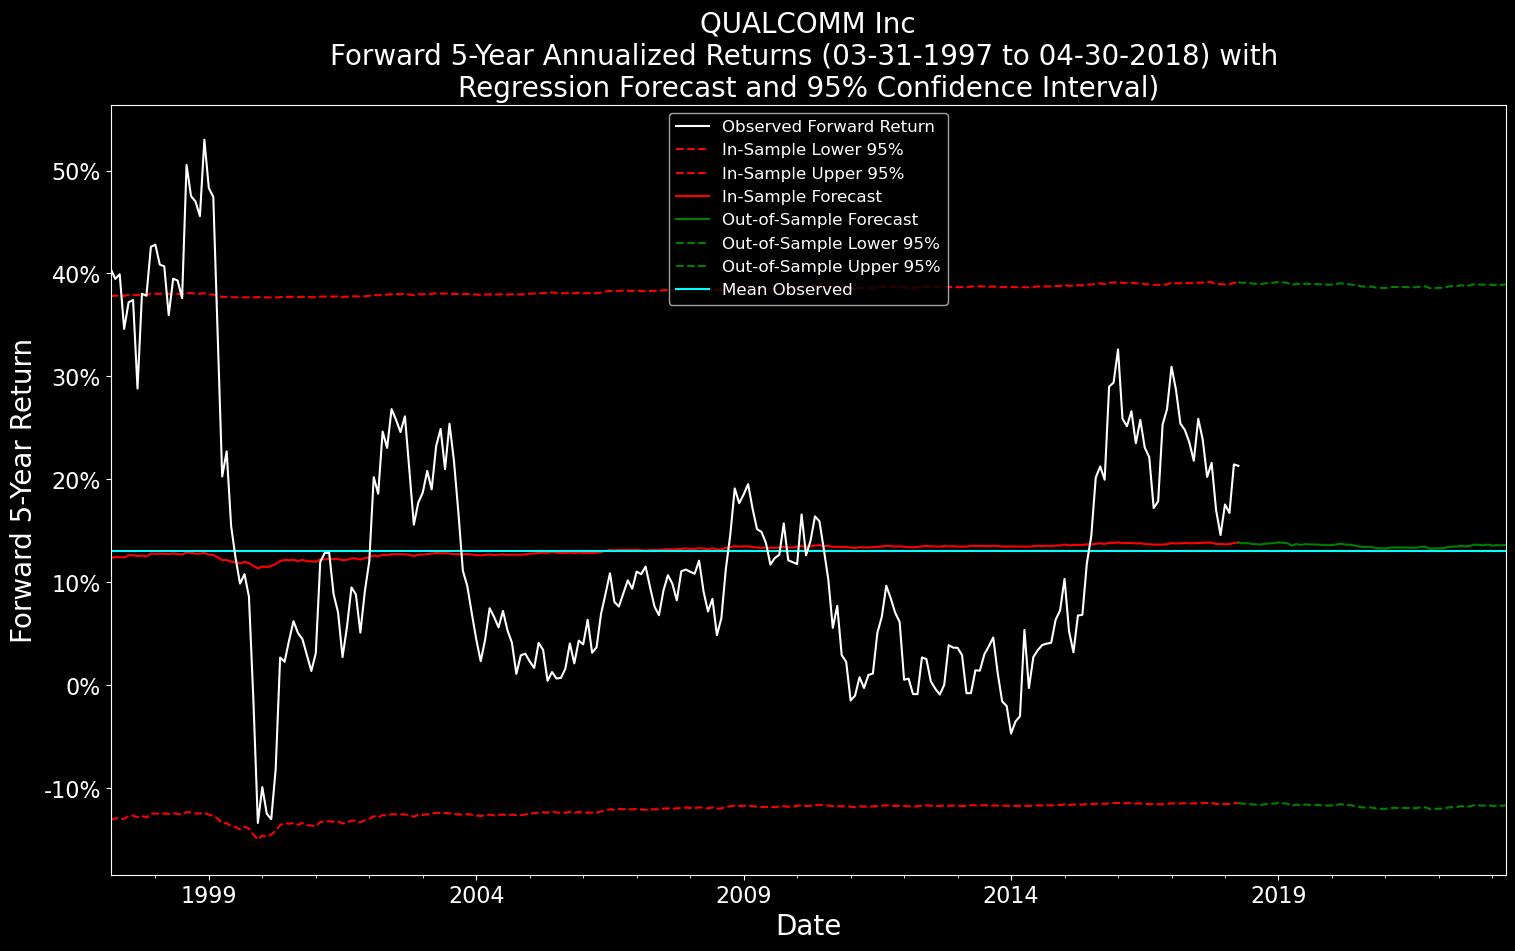 QUALCOMM Inc
Forward 5-Year Annualized Returns (03-31-1997 to 04-30-2018) with
Regression Forecast and 95% Confidence Interval)
Observed Forward Return
In-Sample Lower 95%
In-Sample Upper 95%
In-Sample Forecast
Out-of-Sample Forecast
Out-of-Sample Lower 95%
Out-of-Sample Upper 95%
Mean Observed
Forward 5-Year Return
50%
40%
30%
20%
10%
0%
-10%
1999
2004
2009
2014
2019
Date